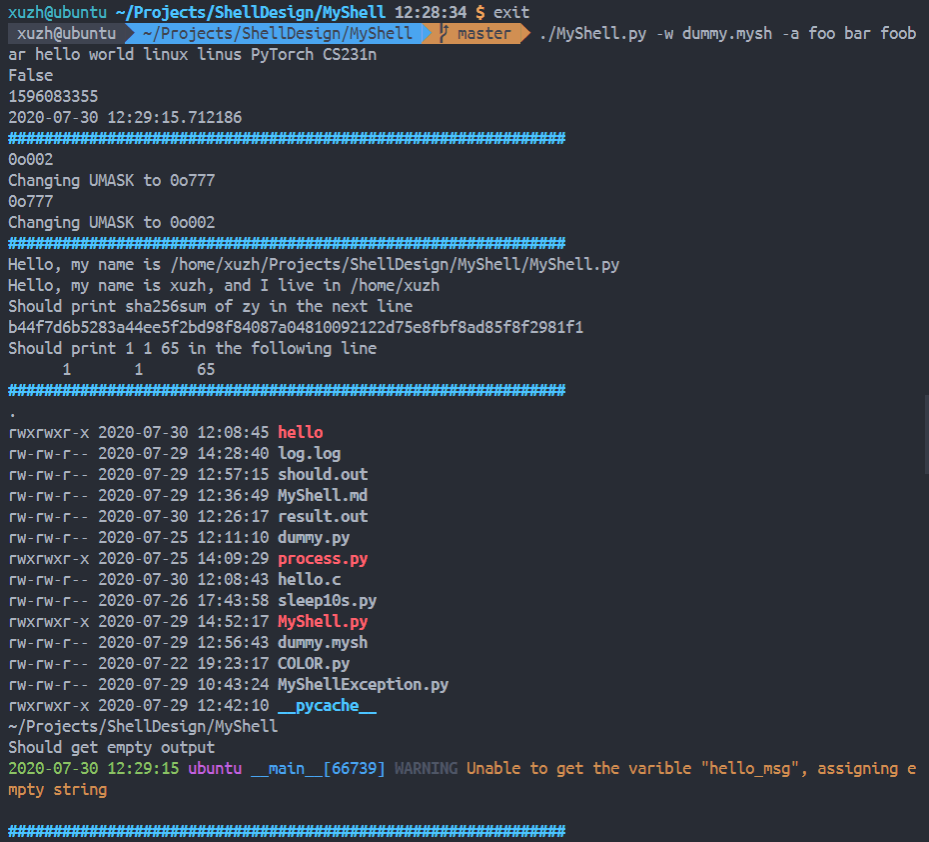 xuzh@ubuntu ~/Projects/ShellDesign/MyShell 12:28:34 $ exit
xuzh@ubuntu ~/Projects/ShellDesign/MyShell master ./MyShell.py -w dummy.mysh -a foo bar foob
ar hello world linux linus PyTorch CS231n
False
1596083355
2020-07-30 12:29:15.712186
##############################################################
0o002
Changing UMASK to 0o777
0o777
Changing UMASK to 0o002
##############################################################
Hello, my name is /home/xuzh/Projects/ShellDesign/MyShell/MyShell.py
Hello, my name is xuzh, and I live in /home/xuzh
Should print sha256sum of zy in the next line
b44f7d6b5283a44ee5f2bd98f84087a04810092122d75e8fbf8ad85f8f2981f1
Should print 1 1 65 in the following line
1 1 65
##############################################################
.
rwxrwxr-x 2020-07-30 12:08:45 hello
rw-rw-r-- 2020-07-29 14:28:40 log.log
rw-rw-r-- 2020-07-29 12:57:15 should.out
rw-rw-r-- 2020-07-29 12:36:49 MyShell.md
rw-rw-r-- 2020-07-30 12:26:17 result.out
rw-rw-r-- 2020-07-25 12:11:10 dummy.py
rwxrwxr-x 2020-07-25 14:09:29 process.py
rw-rw-r-- 2020-07-30 12:08:43 hello.c
rw-rw-r-- 2020-07-26 17:43:58 sleep10s.py
rwxrwxr-x 2020-07-29 14:52:17 MyShell.py
rw-rw-r-- 2020-07-29 12:56:43 dummy.mysh
rw-rw-r-- 2020-07-22 19:23:17 COLOR.py
rw-rw-r-- 2020-07-29 10:43:24 MyShellException.py
rwxrwxr-x 2020-07-29 12:42:10 __pycache__
~/Projects/ShellDesign/MyShell
Should get empty output
2020-07-30 12:29:15 ubuntu __main__[66739] WARNING Unable to get the varible "hello_msg", assigning e
mpty string
##############################################################